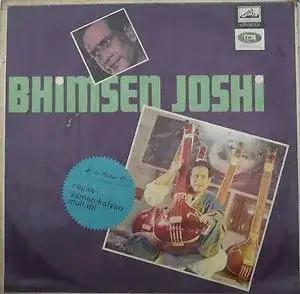 BHIMSEN JOSHI
ragas-
yaman-kalyan
multani